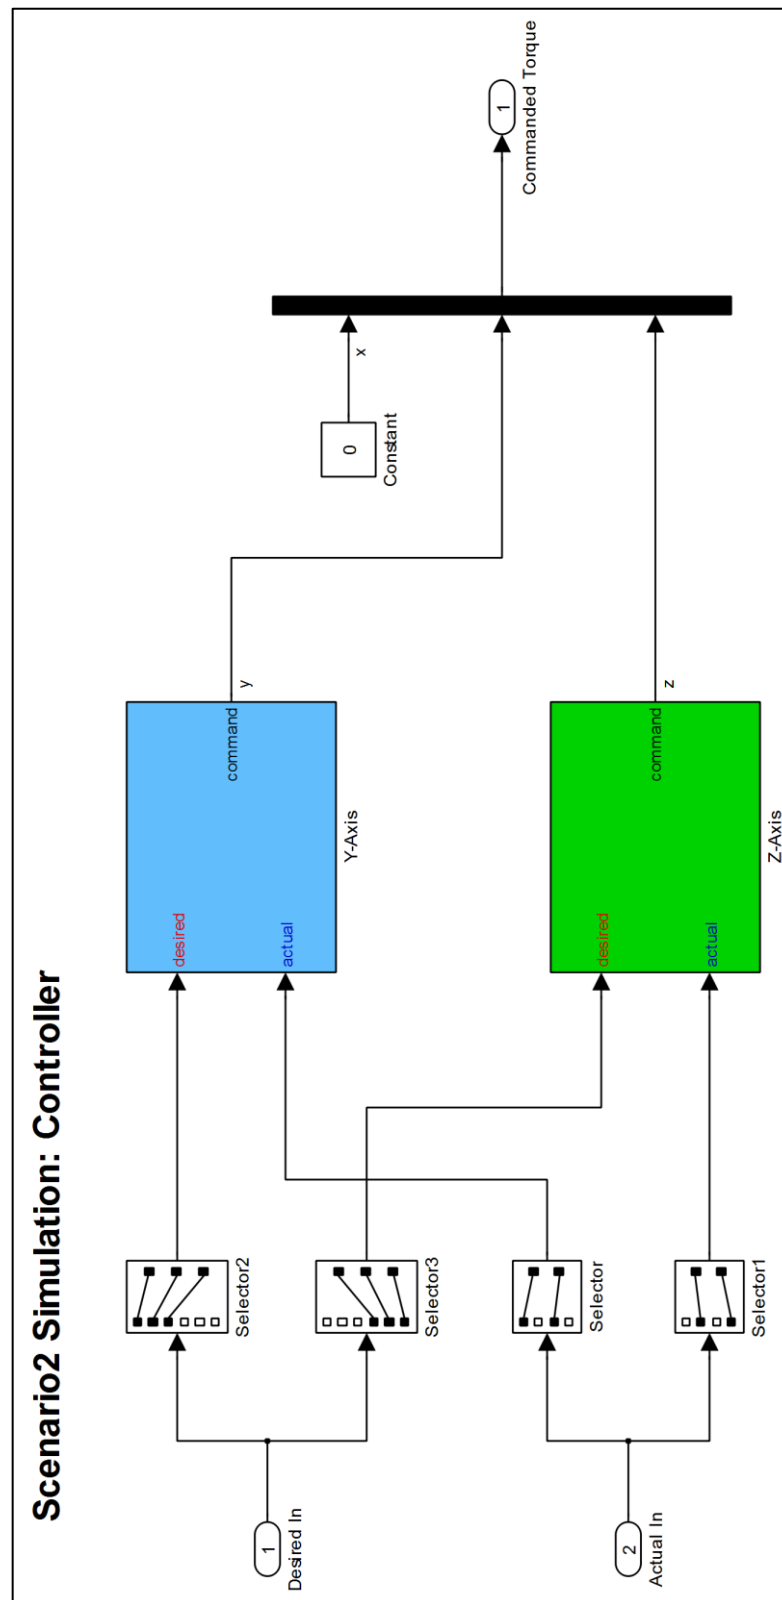 Scenario2 Simulation: Controller
1
Desired In
2
Actual In
Selector2
Selector3
Selector
Selector1
desired
actual
command
Y-Axis
y
desired
actual
command
Z-Axis
z
0
Constant
x
1
Commanded Torque